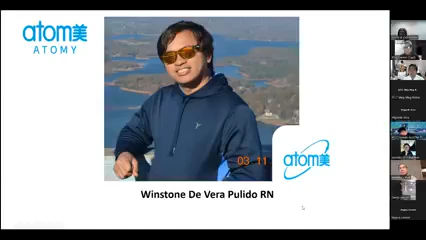 atom美
ATOMY
03 11
atom美
Winstone De Vera Pulido RN